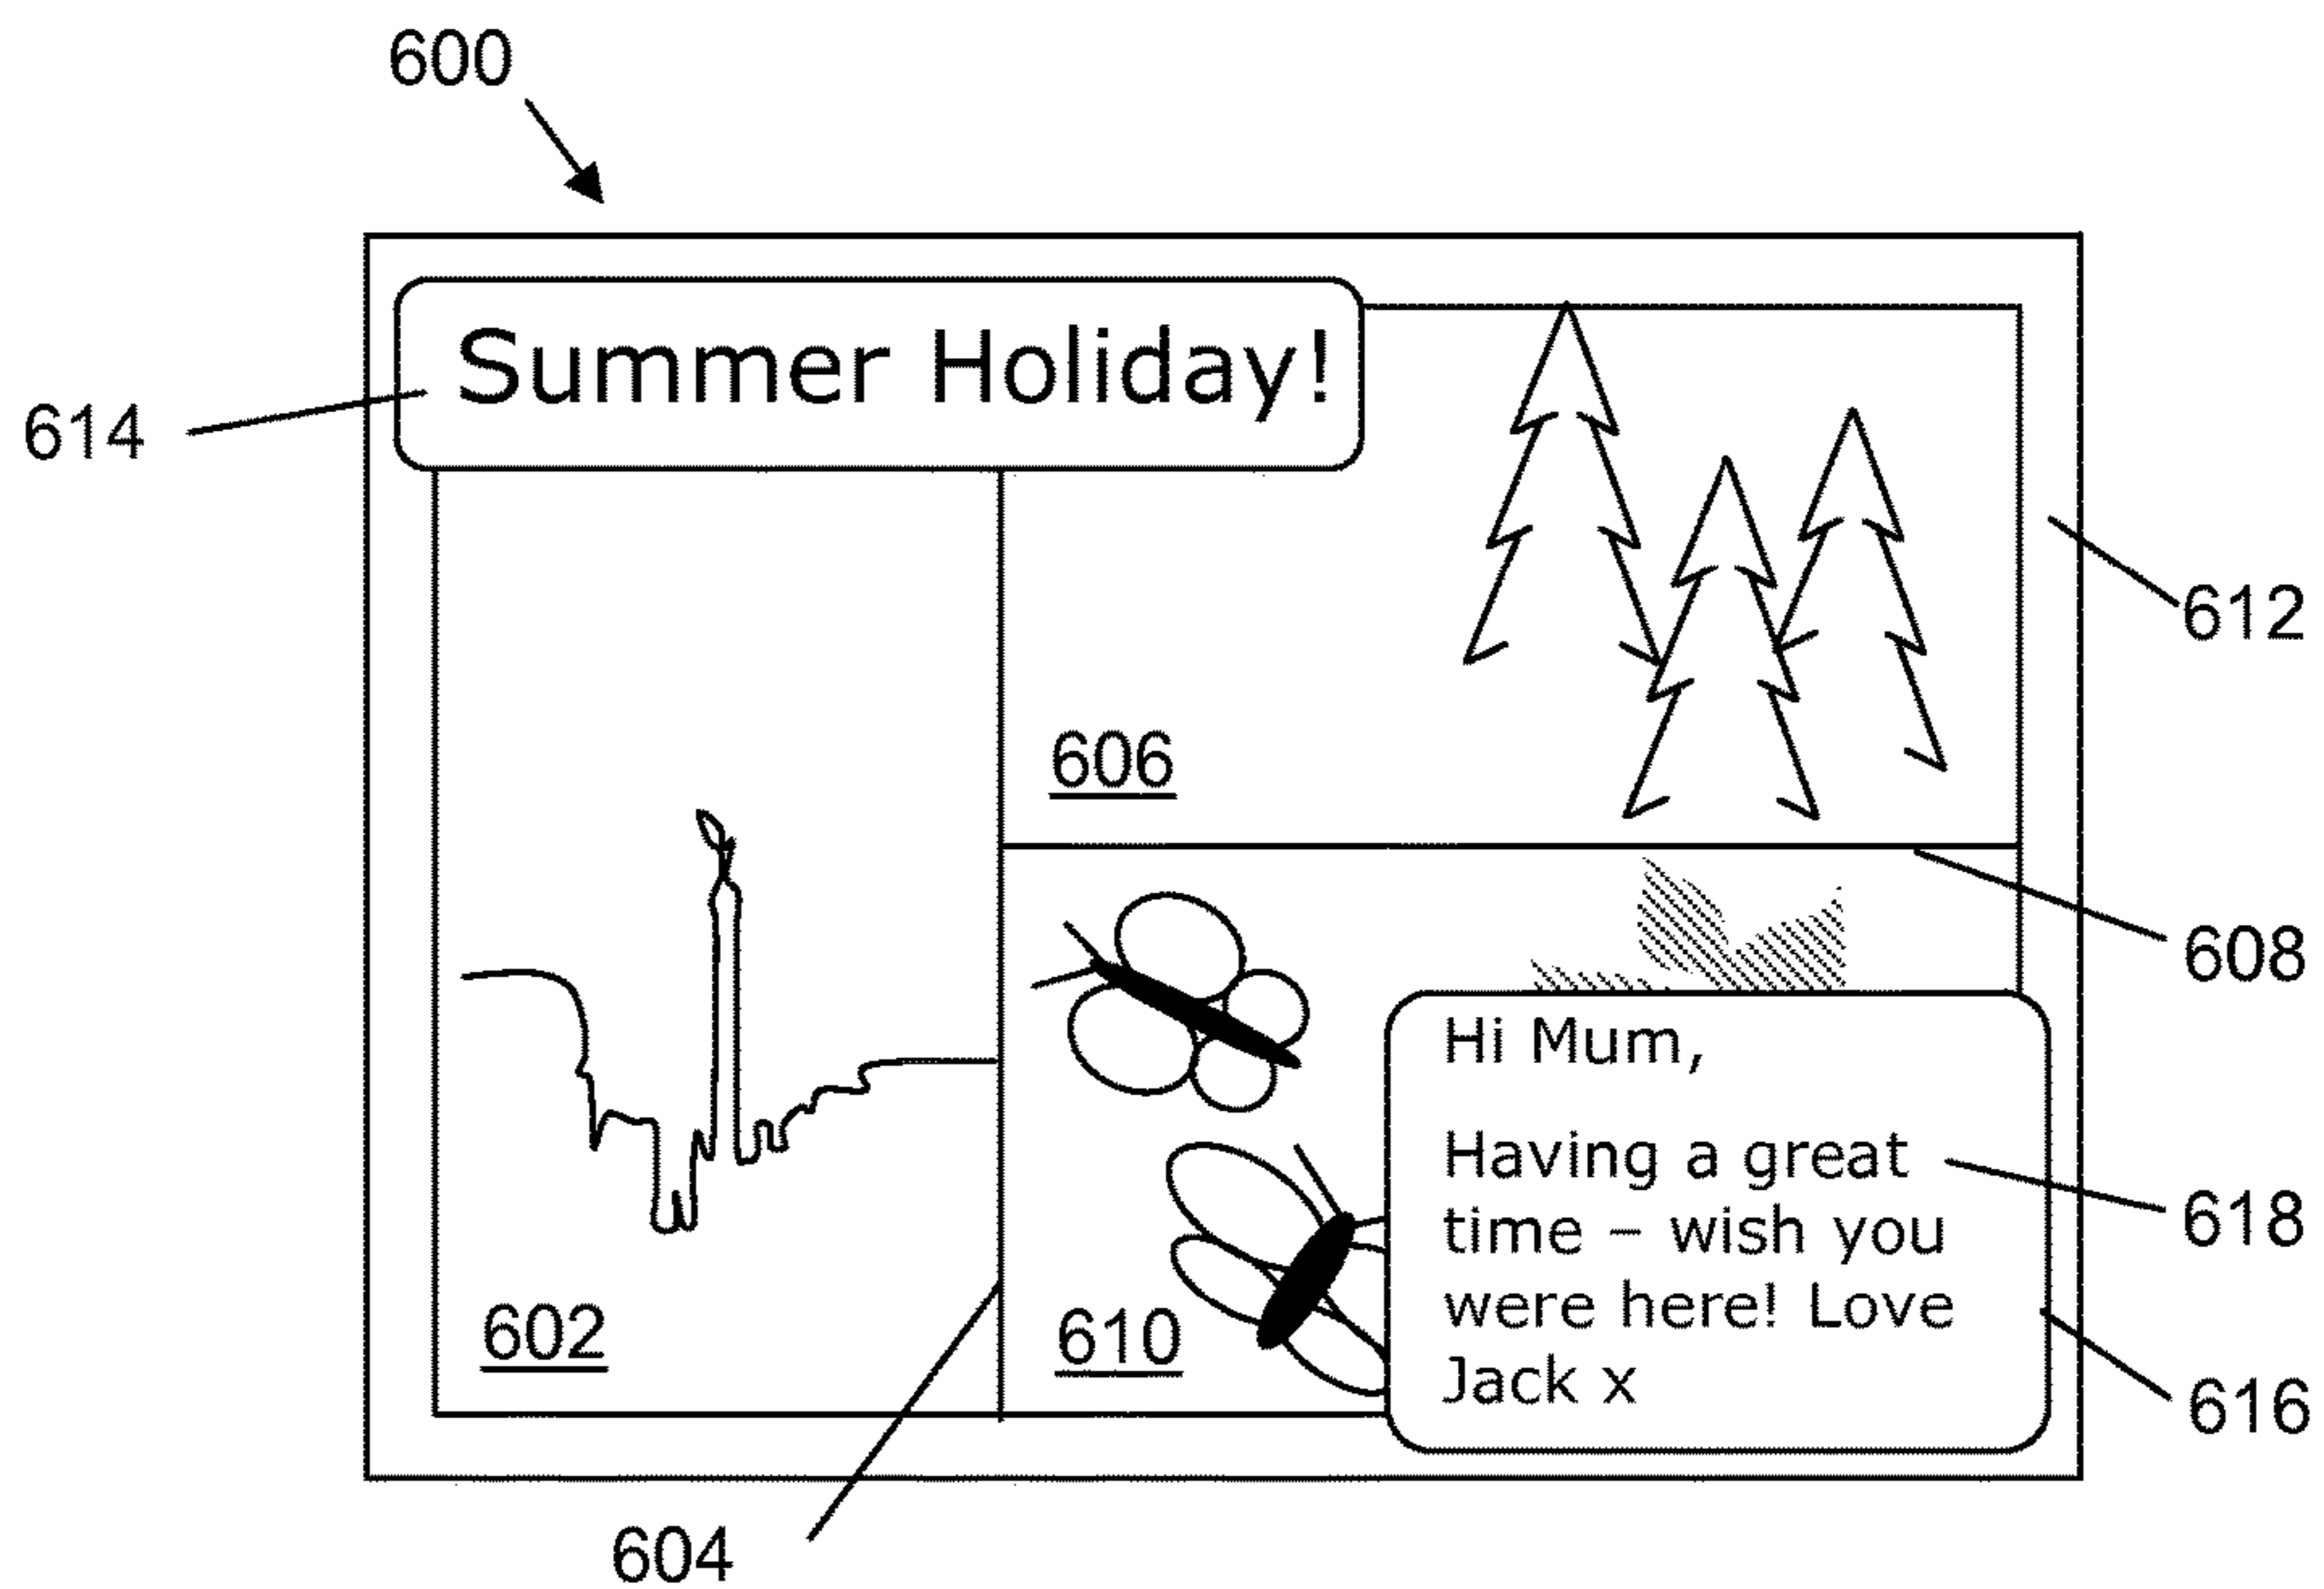 600
Summer Holiday!
614
612
606
608
Hi Mum,
Having a great
time – wish you
were here! Love
Jack x
618
616
602
610
604